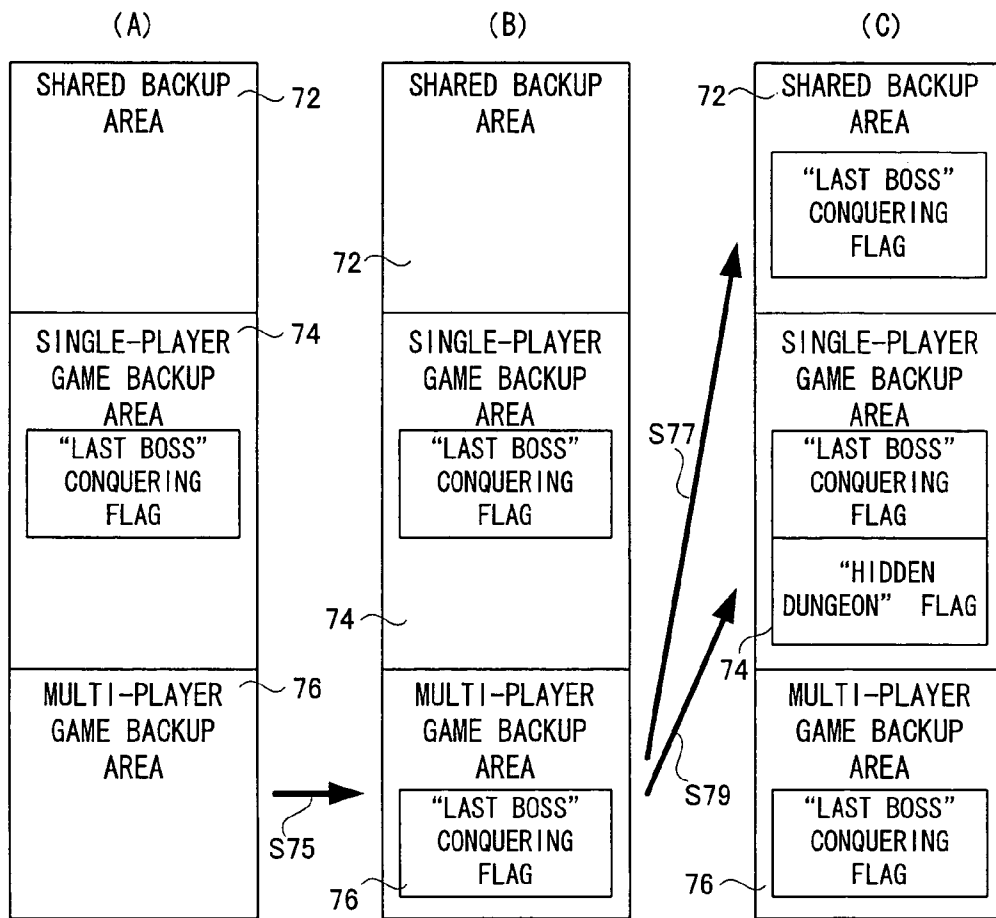 (A)
SHARED BACKUP
AREA
72
SINGLE-PLAYER
GAME BACKUP
AREA
74
"LAST BOSS"
CONQUERING
FLAG
MULTI-PLAYER
GAME BACKUP
AREA
76
S75
(B)
SHARED BACKUP
AREA
72
SINGLE-PLAYER
GAME BACKUP
AREA
"LAST BOSS"
CONQUERING
FLAG
74
MULTI-PLAYER
GAME BACKUP
AREA
"LAST BOSS"
CONQUERING
FLAG
76
S77
S79
(C)
72
SHARED BACKUP
AREA
"LAST BOSS"
CONQUERING
FLAG
SINGLE-PLAYER
GAME BACKUP
AREA
"LAST BOSS"
CONQUERING
FLAG
"HIDDEN
DUNGEON" FLAG
74
MULTI-PLAYER
GAME BACKUP
AREA
"LAST BOSS"
CONQUERING
FLAG
76